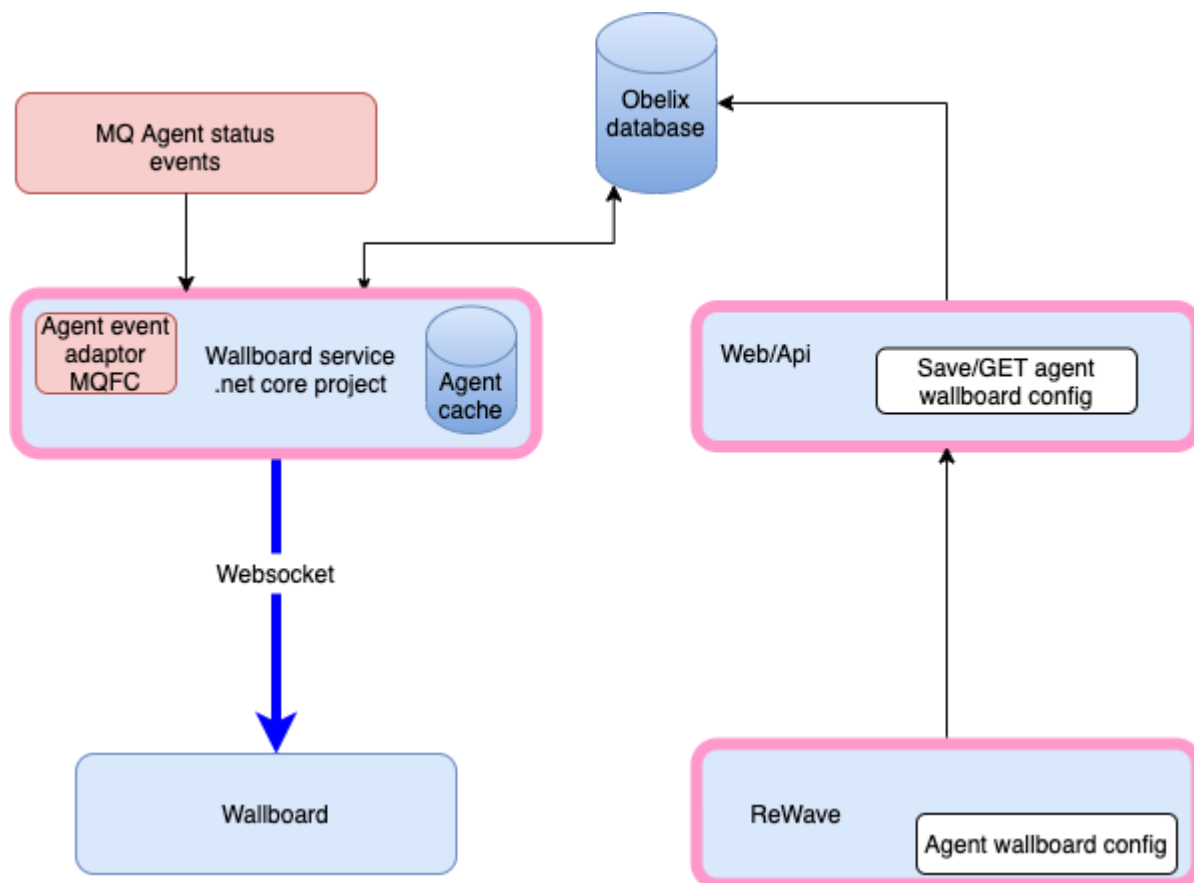 Obelix
database
MQ Agent status
events
Agent event
adaptor
MQFC
Wallboard service
.net core project
Agent
cache
Web/Api
Save/GET agent
wallboard config
Websocket
Wallboard
ReWave
Agent wallboard config